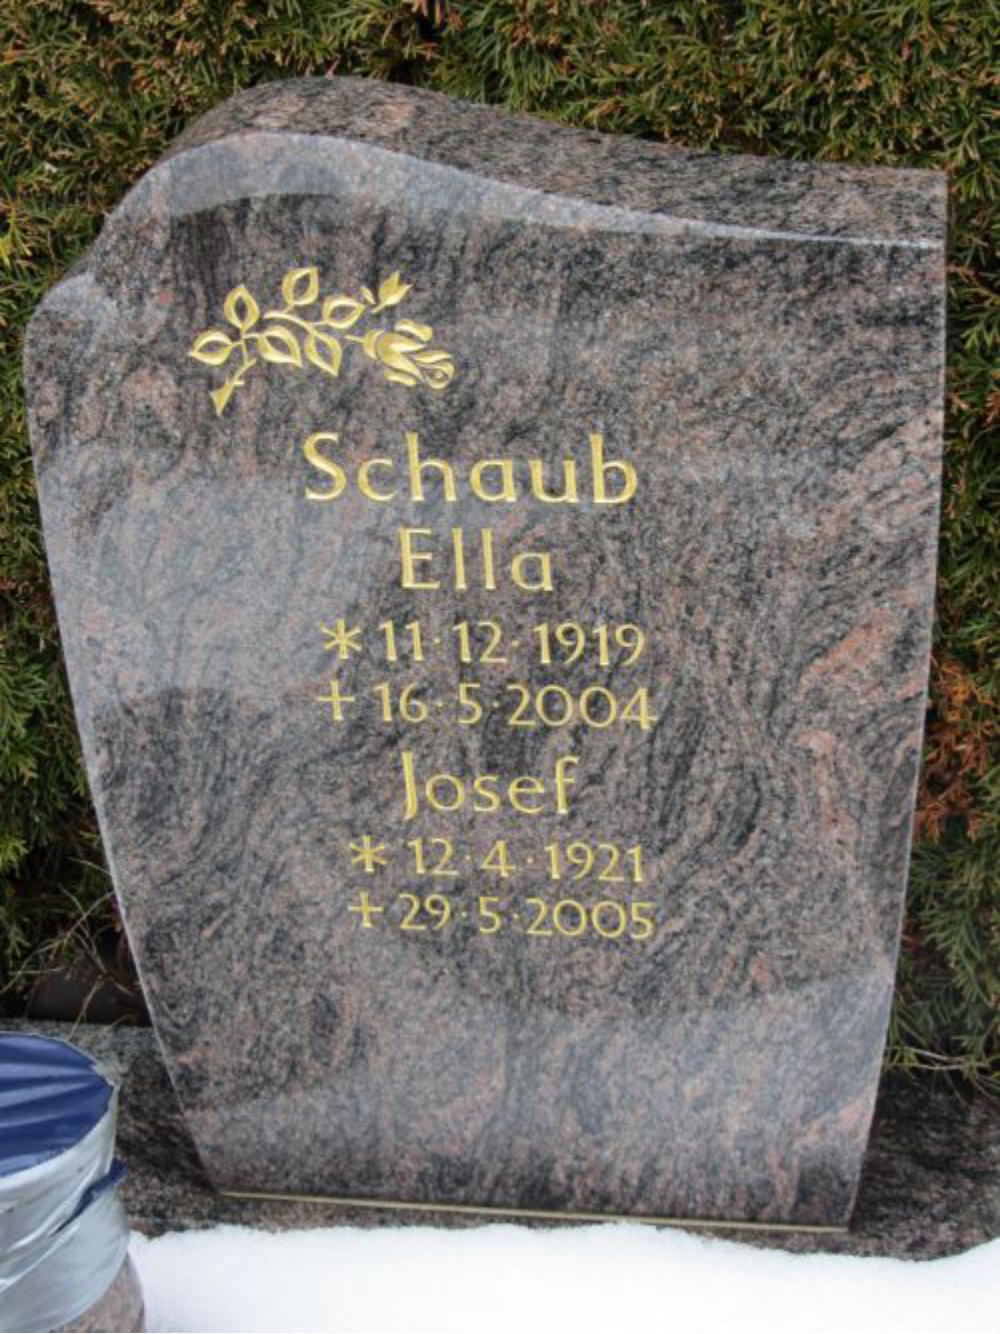 Schaub
Ella
* 11·12·1919
+ 16·5·2004
Josef
* 12·4·1921
+ 29·5·2005